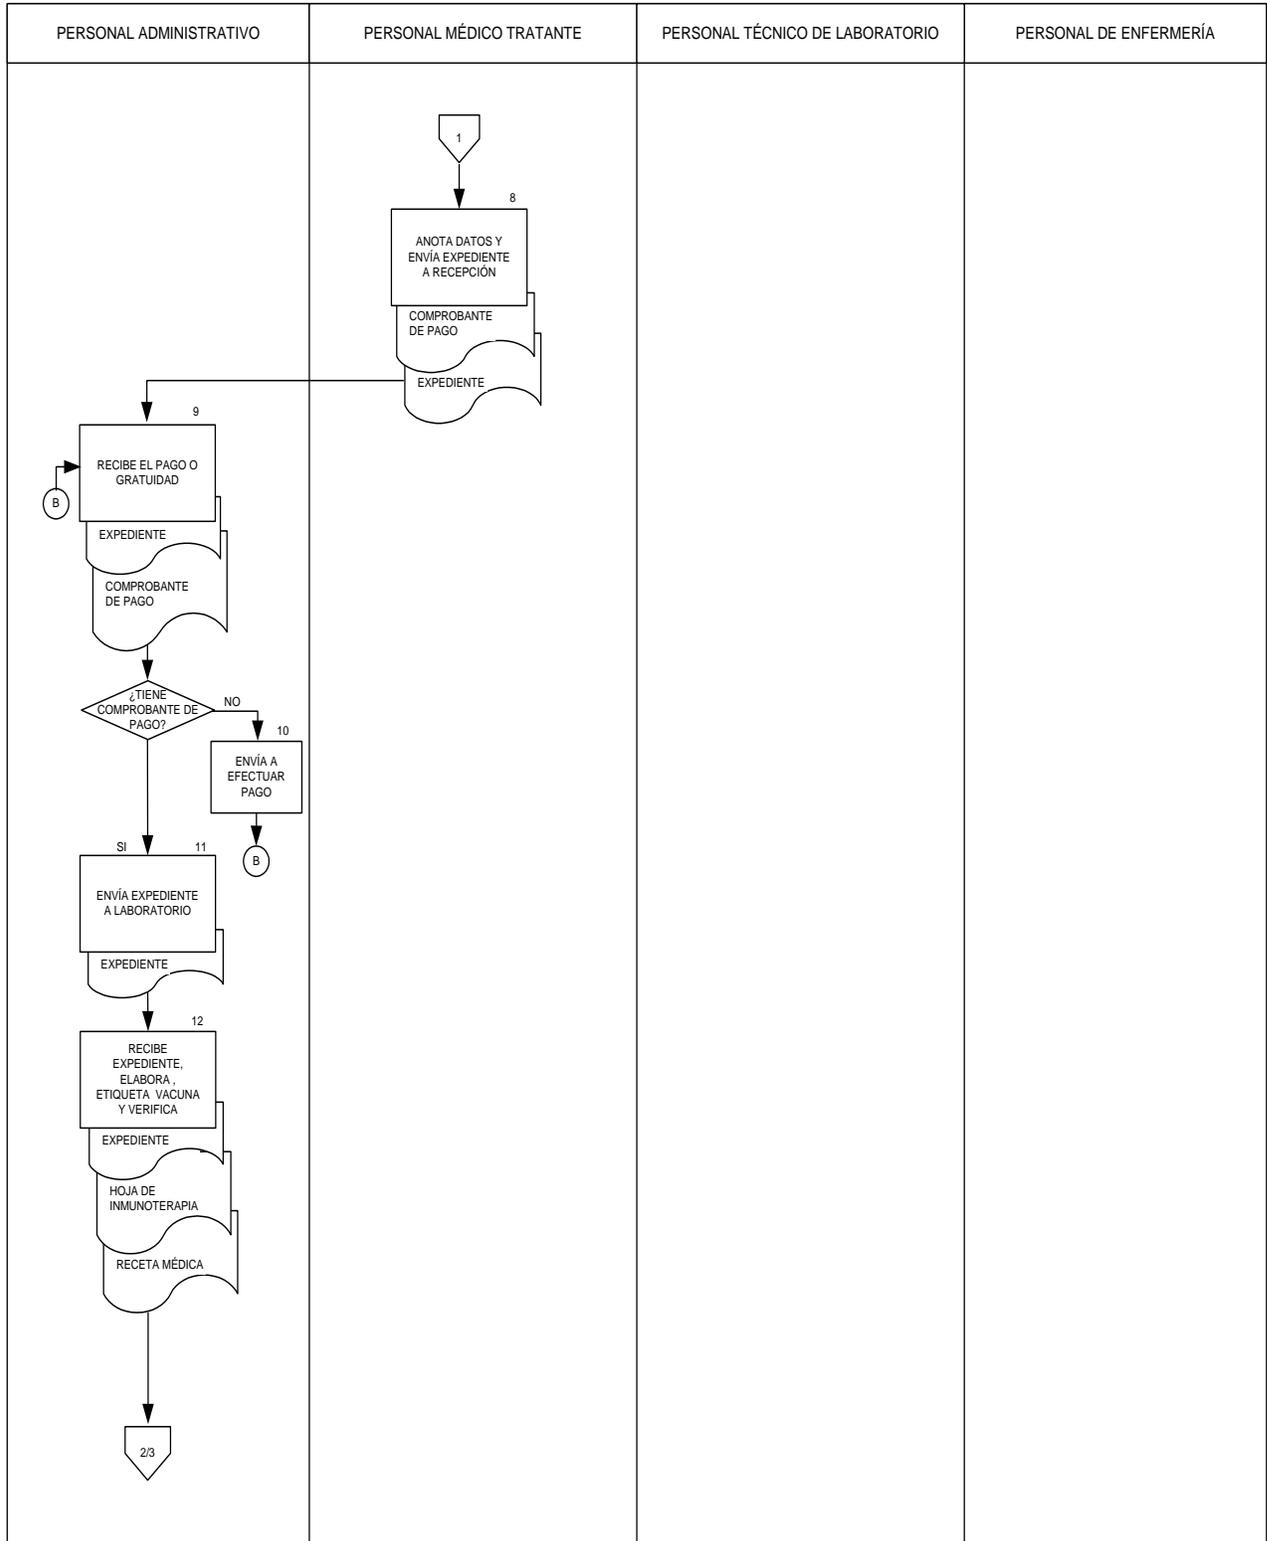 PERSONAL ADMINISTRATIVO
PERSONAL MÉDICO TRATANTE
PERSONAL TÉCNICO DE LABORATORIO
PERSONAL DE ENFERMERÍA
1
8
ANOTA DATOS Y
ENVÍA EXPEDIENTE
A RECEPCIÓN
COMPROBANTE
DE PAGO
EXPEDIENTE
9
RECIBE EL PAGO O
GRATUIDAD
B
EXPEDIENTE
COMPROBANTE
DE PAGO
¿TIENE
COMPROBANTE DE
PAGO?
NO
10
ENVÍA A
EFECTUAR
PAGO
B
SI
11
ENVÍA EXPEDIENTE
A LABORATORIO
EXPEDIENTE
12
RECIBE
EXPEDIENTE,
ELABORA ,
ETIQUETA VACUNA
Y VERIFICA
EXPEDIENTE
HOJA DE
INMUNOTERAPIA
RECETA MÉDICA
2/3